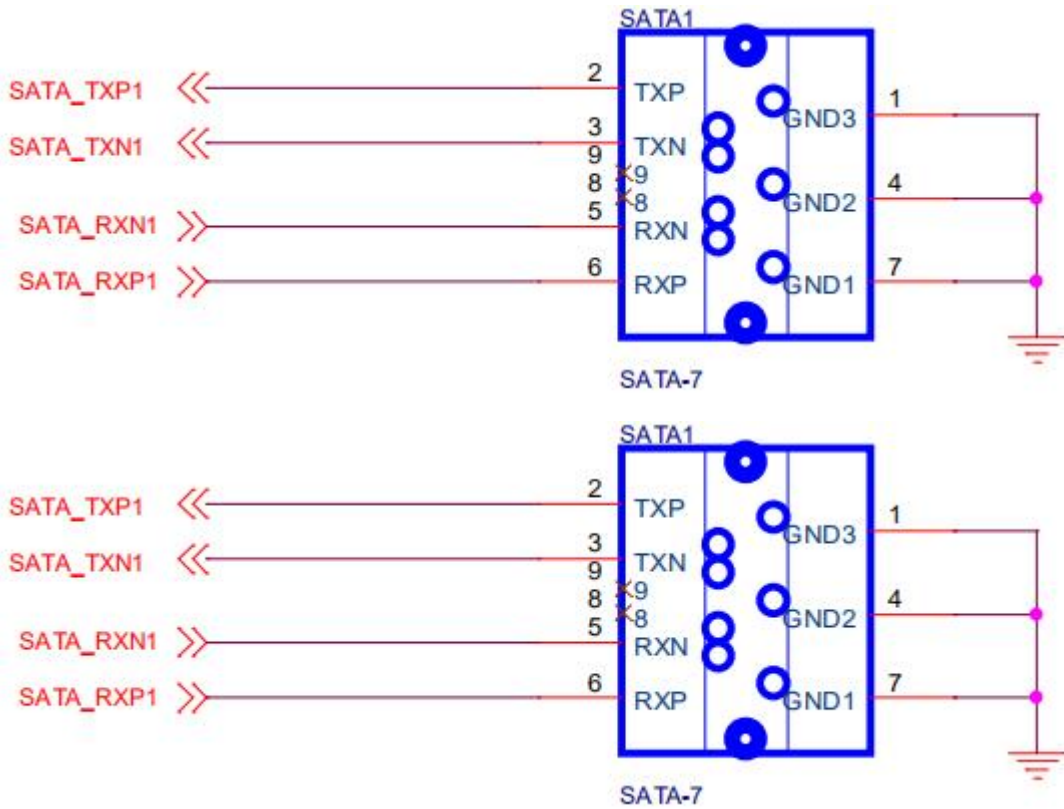 SATA1
SATA_TXP1 2 TXP GND3 1
SATA_TXN1 3 TXN
9 9
8 8 GND2 4
SATA_RXN1 5 RXN
SATA_RXP1 6 RXP GND1 7
SATA-7
SATA1
SATA_TXP1 2 TXP GND3 1
SATA_TXN1 3 TXN
9 9
8 8 GND2 4
SATA_RXN1 5 RXN
SATA_RXP1 6 RXP GND1 7
SATA-7